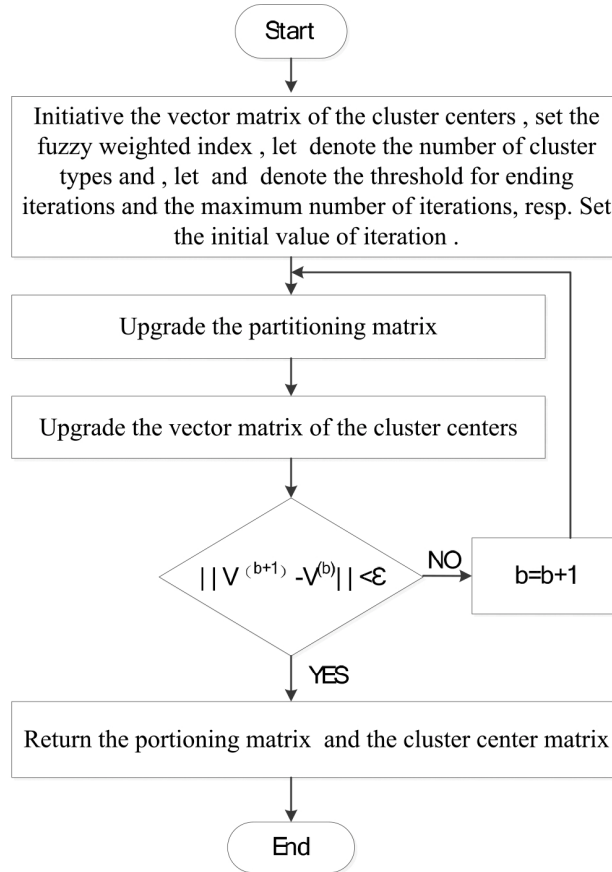 Start
Initiative the vector matrix of the cluster centers , set the
fuzzy weighted index , let  denote the number of cluster
types and , let  and  denote the threshold for ending
iterations and the maximum number of iterations, resp. Set
the initial value of iteration .
Upgrade the partitioning matrix
Upgrade the vector matrix of the cluster centers
||V⁽ᵇ⁺¹⁾ -V⁽ᵇ⁾||<ε
NO
b=b+1
YES
Return the portioning matrix  and the cluster center matrix
End